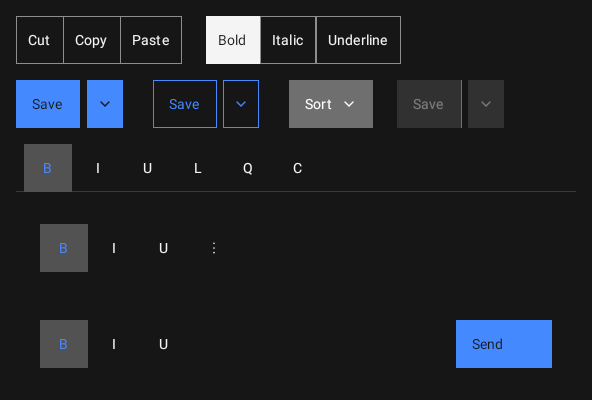 Cut Copy Paste Bold Italic Underline
Save Save Sort Save
B I U L Q C
B I U ⋮
B I U Send